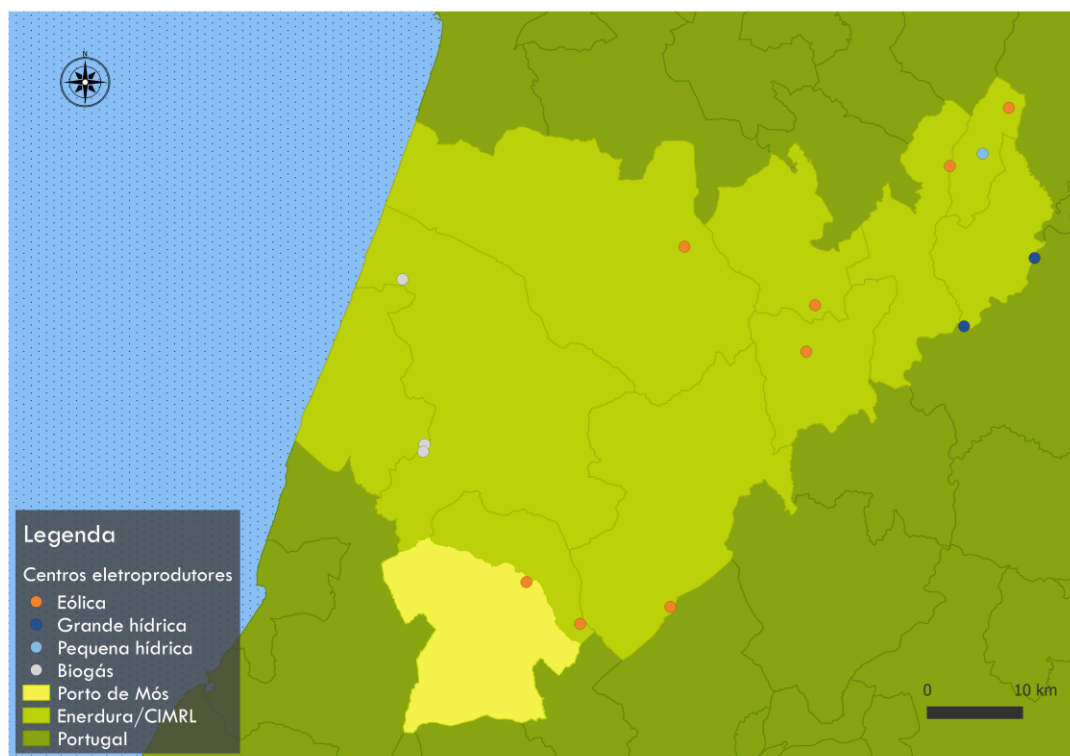 N
Legenda
Centros eletroprodutores
Eólica
Grande hídrica
Pequena hídrica
Biogás
Porto de Mós
Enerdura/CIMRL
Portugal
0 10 km